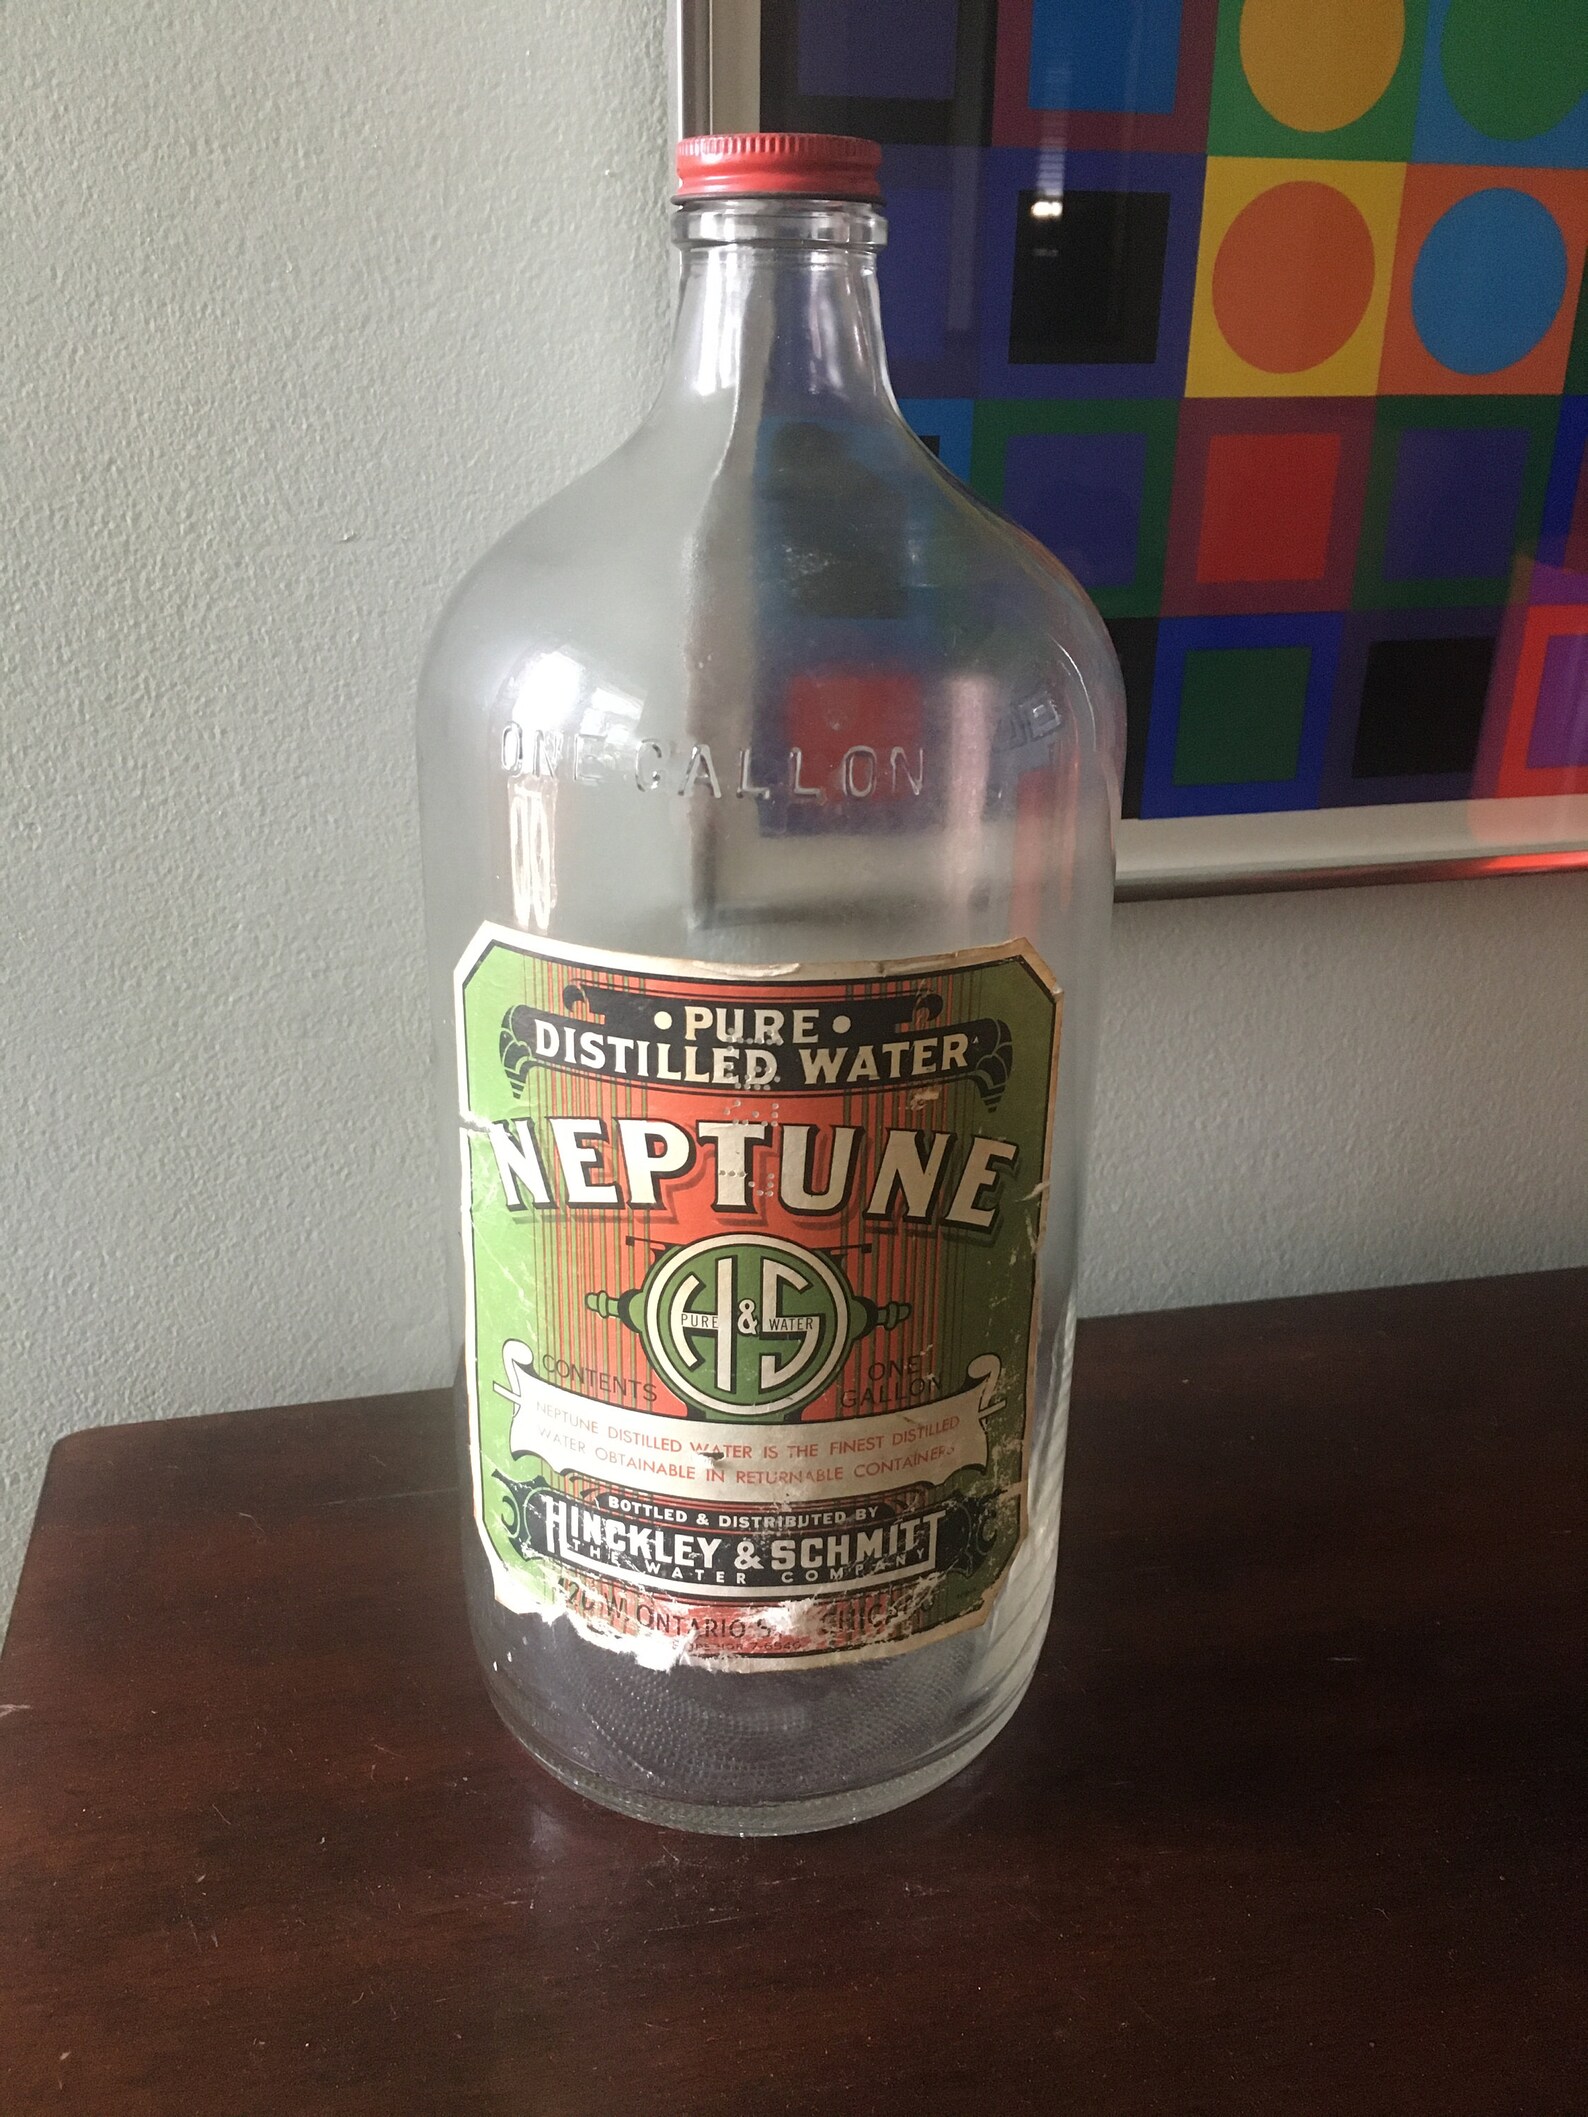 ONE GALLON
• PURE •
DISTILLED WATER
NEPTUNE
H&S
PURE WATER
CONTENTS ONE
GALLON
NEPTUNE DISTILLED WATER IS THE FINEST DISTILLED
WATER OBTAINABLE IN RETURNABLE CONTAINERS
BOTTLED & DISTRIBUTED BY
HINCKLEY & SCHMITT
THE WATER COMPANY
W. ONTARIO